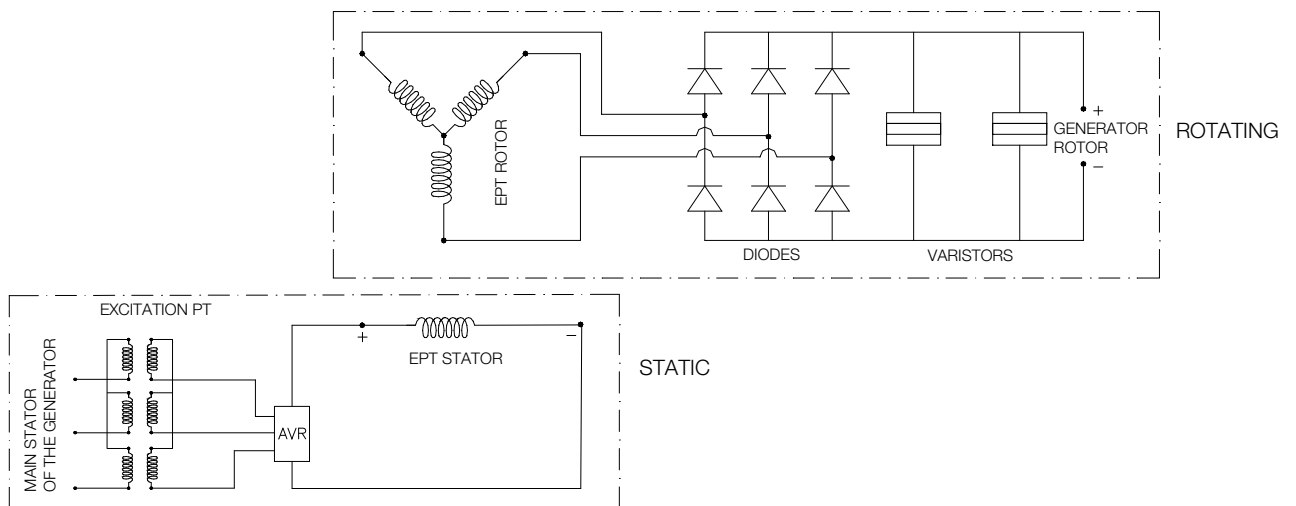 EPT ROTOR
+
GENERATOR
ROTOR
–
ROTATING
DIODES
VARISTORS
EXCITATION PT
+
–
EPT STATOR
STATIC
MAIN STATOR
OF THE GENERATOR
AVR